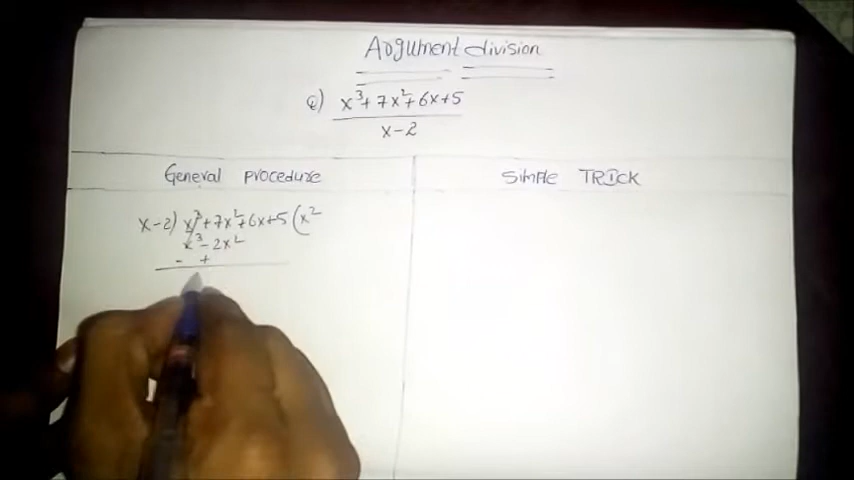 Argument division
Q) x³+7x²+6x+5
x-2
General procedure
Simple TRICK
x-2) x³+7x²+6x+5 (x²
x³-2x²
- +